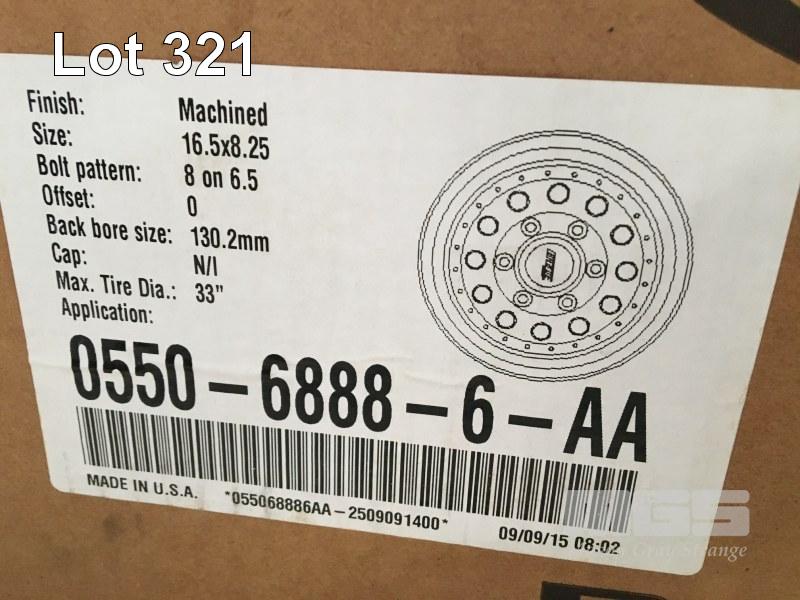 Lot 321
Finish: Machined
Size: 16.5x8.25
Bolt pattern: 8 on 6.5
Offset: 0
Back bore size: 130.2mm
Cap: N/I
Max. Tire Dia.: 33"
Application:
0550-6888-6-AA
MADE IN U.S.A. *055068886AA-2509091400* 09/09/15 08:02
Gray Strange